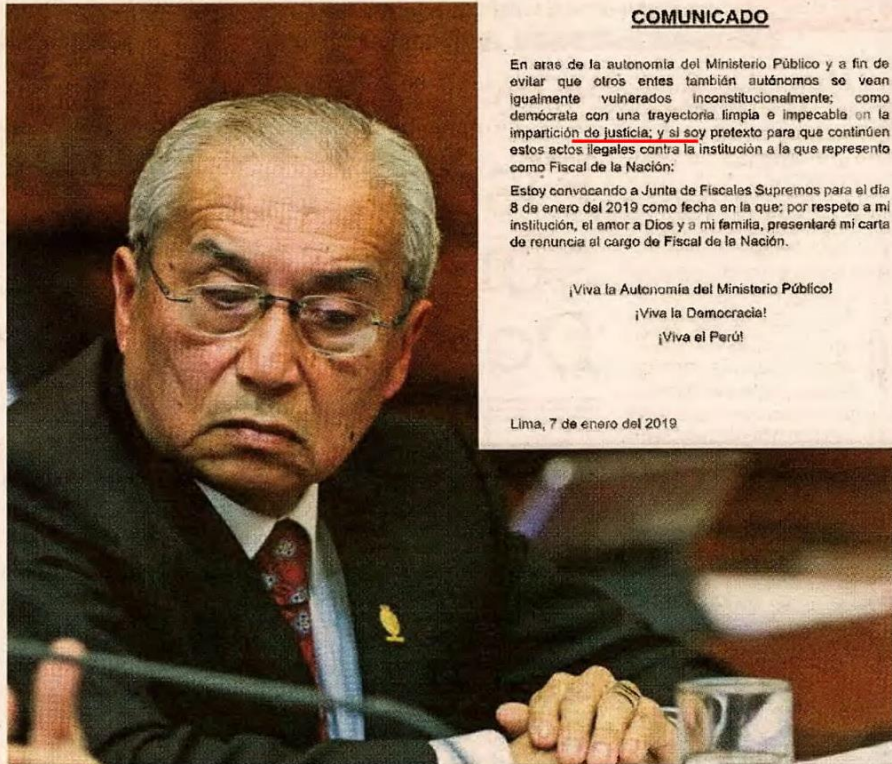 COMUNICADO
En aras de la autonomía del Ministerio Público y a fin de
evitar que otros entes también autónomos se vean
igualmente vulnerados inconstitucionalmente; como
demócrata con una trayectoria limpia e impecable en la
impartición de justicia; y si soy pretexto para que continúen
estos actos ilegales contra la institución a la que represento
como Fiscal de la Nación:
Estoy convocando a Junta de Fiscales Supremos para el día
8 de enero del 2019 como fecha en la que; por respeto a mi
institución, el amor a Dios y a mi familia, presentaré mi carta
de renuncia al cargo de Fiscal de la Nación.
¡Viva la Autonomía del Ministerio Público!
¡Viva la Democracia!
¡Viva el Perú!
Lima, 7 de enero del 2019